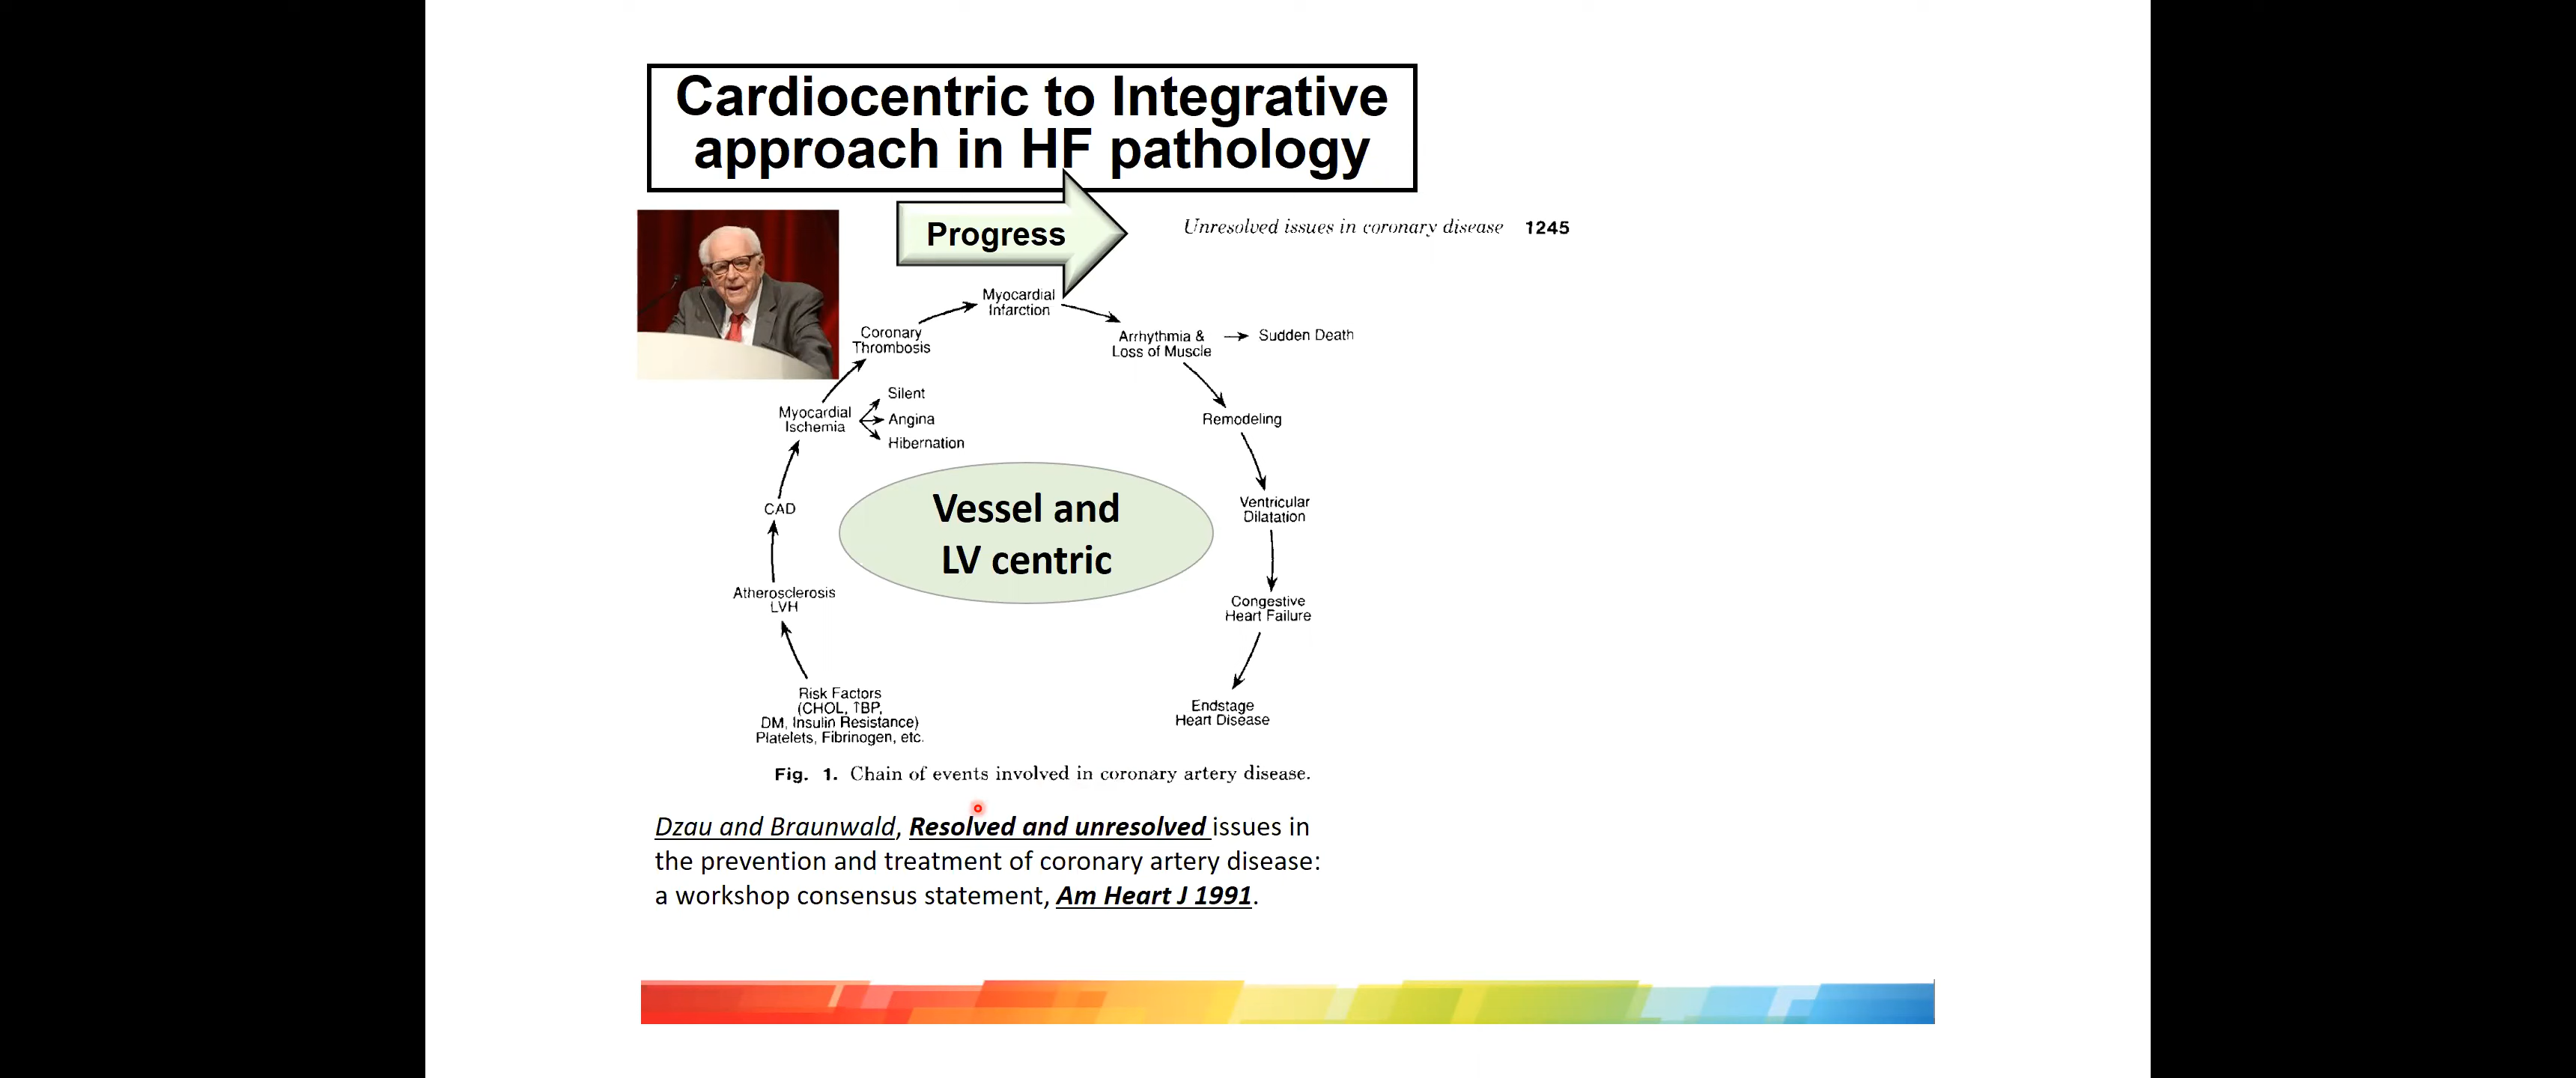 Cardiocentric to Integrative
approach in HF pathology
Progress
Unresolved issues in coronary disease 1245
Myocardial
Infarction
Coronary
Thrombosis
Arrhythmia &
Loss of Muscle
Sudden Death
Silent
Myocardial
Ischemia
Angina
Hibernation
Remodeling
CAD
Vessel and
LV centric
Ventricular
Dilatation
Atherosclerosis
LVH
Congestive
Heart Failure
Risk Factors
(CHOL, ↑BP,
DM, Insulin Resistance)
Platelets, Fibrinogen, etc.
Endstage
Heart Disease
Fig. 1. Chain of events involved in coronary artery disease.
Dzau and Braunwald, Resolved and unresolved issues in
the prevention and treatment of coronary artery disease:
a workshop consensus statement, Am Heart J 1991.